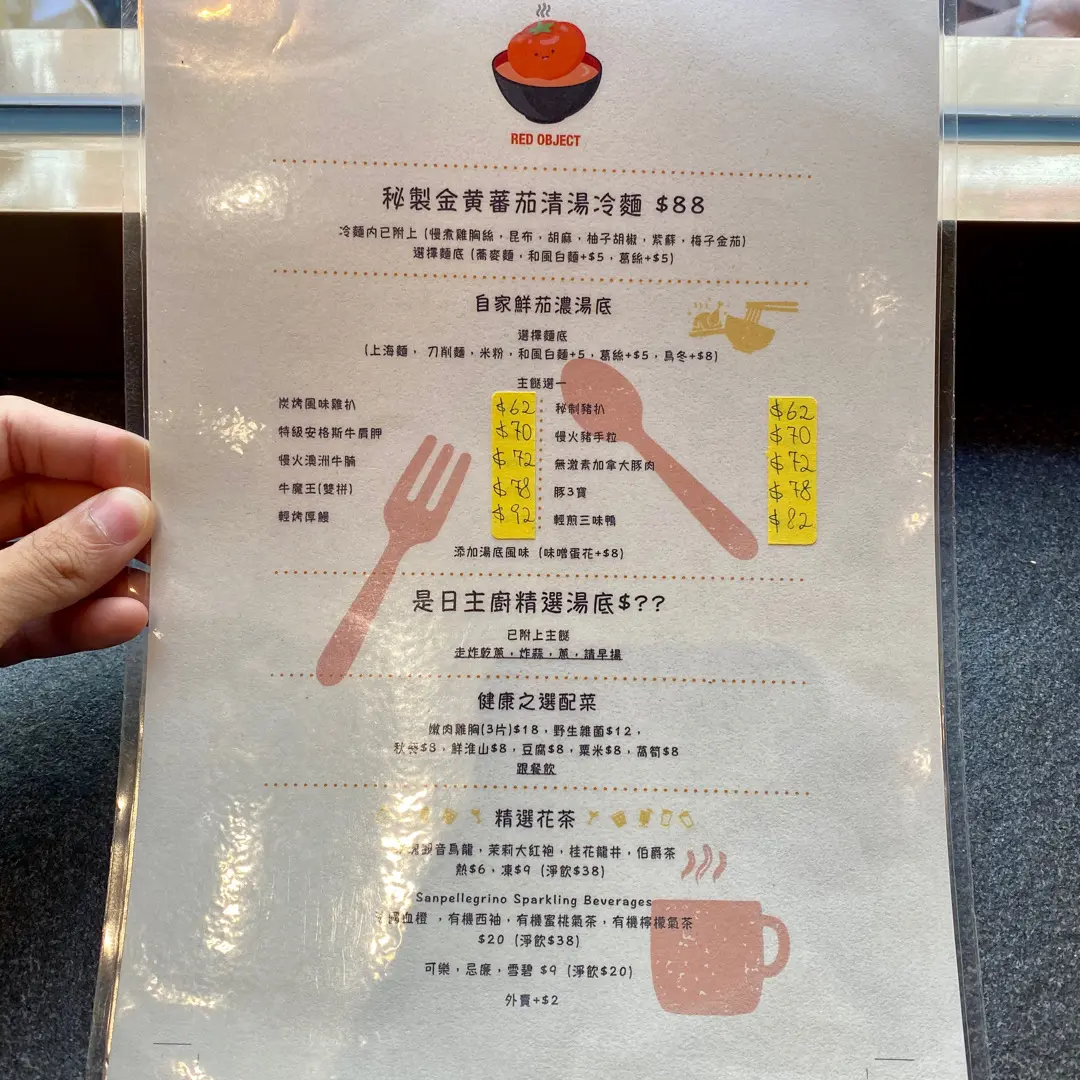 RED OBJECT
秘製金黄蕃茄清湯冷麵 $88
冷麵内已附上 (慢煮雞胸絲，昆布，胡麻，柚子胡椒，紫蘇，梅子金茄)
選擇麵底 (蕎麥麵，和風白麵+$5，葛絲+$5)
自家鮮茄濃湯底
選擇麵底
(上海麵， 刀削麵，米粉，和風白麵+5，葛絲+$5，烏冬+$8)
主餸選一
炭烤風味雞扒 $62
特級安格斯牛肩胛 $70
慢火澳洲牛腩 $72
牛魔王(雙拼) $78
輕烤厚鰻 $92
秘制豬扒 $62
慢火豬手粒 $70
無激素加拿大豚肉 $72
豚3寶 $78
輕煎三味鴨 $82
添加湯底風味 (味噌蛋花+$8)
是日主廚精選湯底$??
已附上主餸
走炸乾蔥，炸蒜，蔥，請早揚
健康之選配菜
嫩肉雞胸(3片)$18，野生雜菌$12，
秋葵$8，鮮淮山$8，豆腐$8，粟米$8，萵筍$8
跟餐飲
精選花茶
觀音烏龍，茉莉大紅袍，桂花龍井，伯爵茶
熱$6，凍$9 (淨飲$38)
Sanpellegrino Sparkling Beverages
血橙 ，有機西袖，有機蜜桃氣茶，有機檸檬氣茶
$20 (淨飲$38)
可樂，忌廉，雪碧 $9 (淨飲$20)
外賣+$2